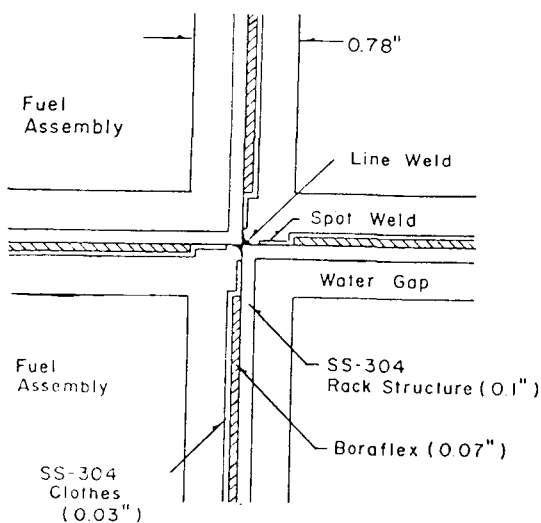 0.78"
Fuel
Assembly
Line Weld
Spot Weld
Water Gap
Fuel
Assembly
SS-304
Rack Structure (0.1")
Boraflex (0.07")
SS-304
Clothes
(0.03")